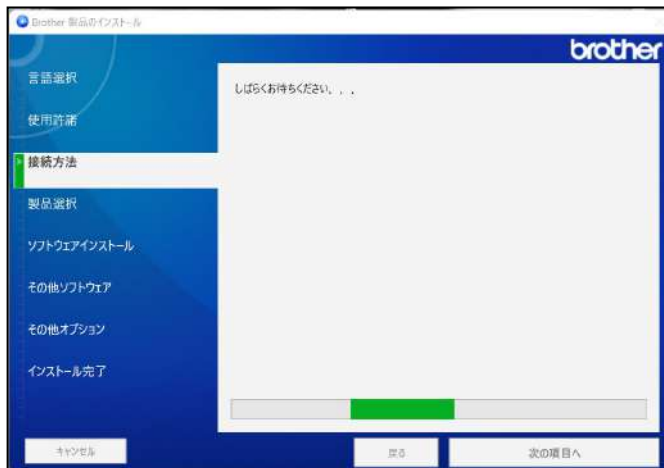 Brother 製品のインストール
brother
言語選択
使用許諾
接続方法
製品選択
ソフトウェアインストール
その他ソフトウェア
その他オプション
インストール完了
しばらくお待ちください．．．
キャンセル
戻る
次の項目へ